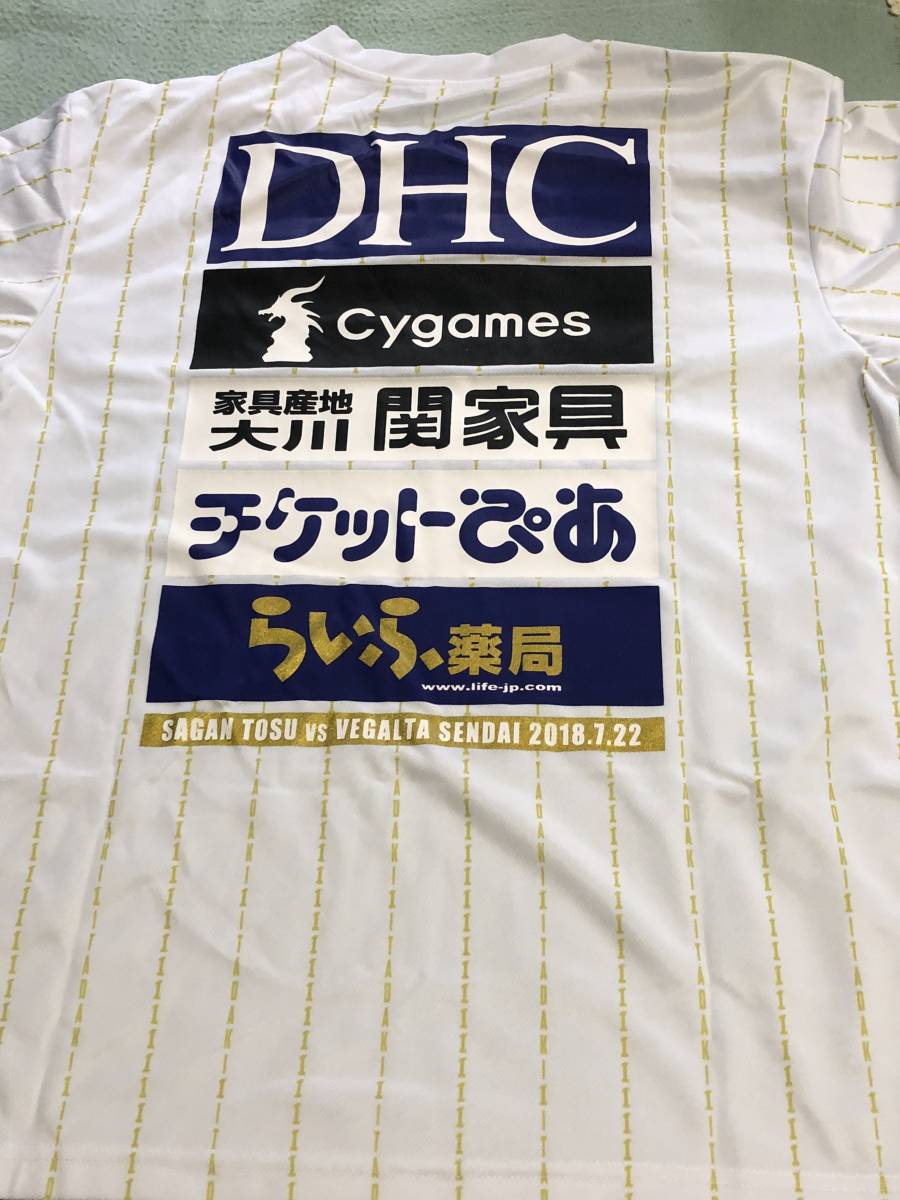 DHC
Cygames
家具産地
大川 関家具
チケットぴあ
らいふ薬局
www.life-jp.com
SAGAN TOSU vs VEGALTA SENDAI 2018.7.22